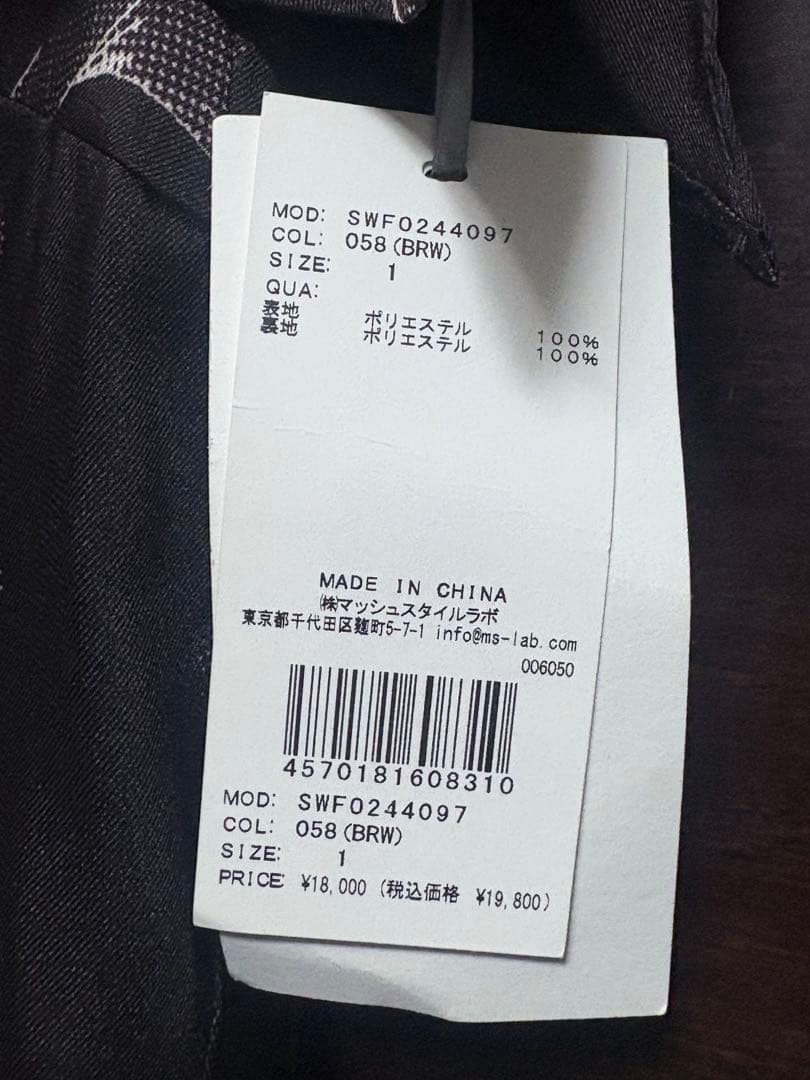 MOD: SWF0244097
COL: 058(BRW)
SIZE: 1
QUA:
表地 ポリエステル 100%
裏地 ポリエステル 100%
MADE IN CHINA
㈱マッシュスタイルラボ
東京都千代田区麹町5-7-1 info@ms-lab.com
006050
4570181608310
MOD: SWF0244097
COL: 058(BRW)
SIZE: 1
PRICE: ¥18,000 (税込価格 ¥19,800)